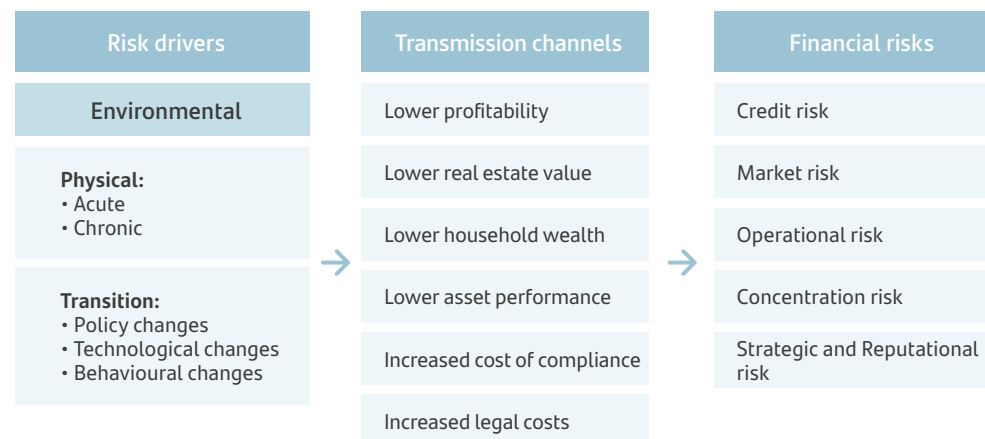 Risk drivers
Environmental
Physical:
• Acute
• Chronic
Transition:
• Policy changes
• Technological changes
• Behavioural changes
Transmission channels
Lower profitability
Lower real estate value
Lower household wealth
Lower asset performance
Increased cost of compliance
Increased legal costs
Financial risks
Credit risk
Market risk
Operational risk
Concentration risk
Strategic and Reputational
risk